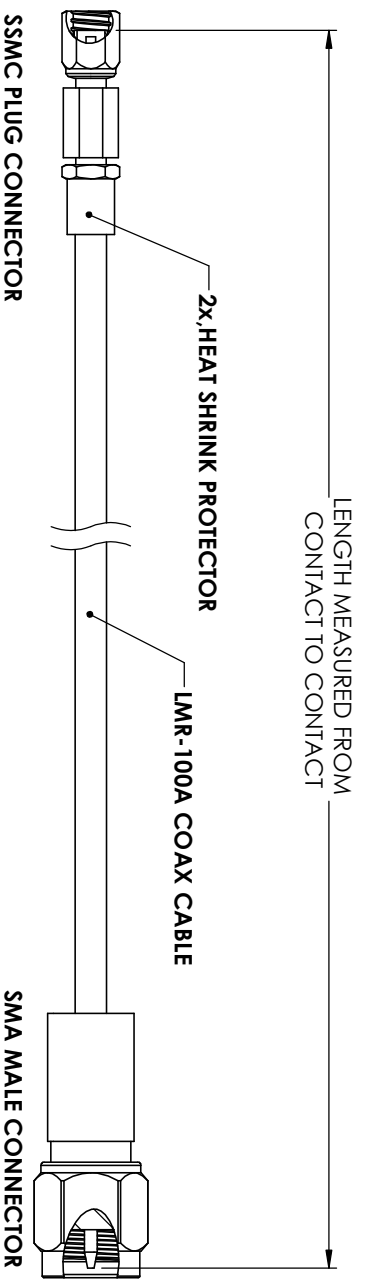 LENGTH MEASURED FROM
CONTACT TO CONTACT
2x,HEAT SHRINK PROTECTOR
LMR-100A COAX CABLE
SSMC PLUG CONNECTOR
SMA MALE CONNECTOR